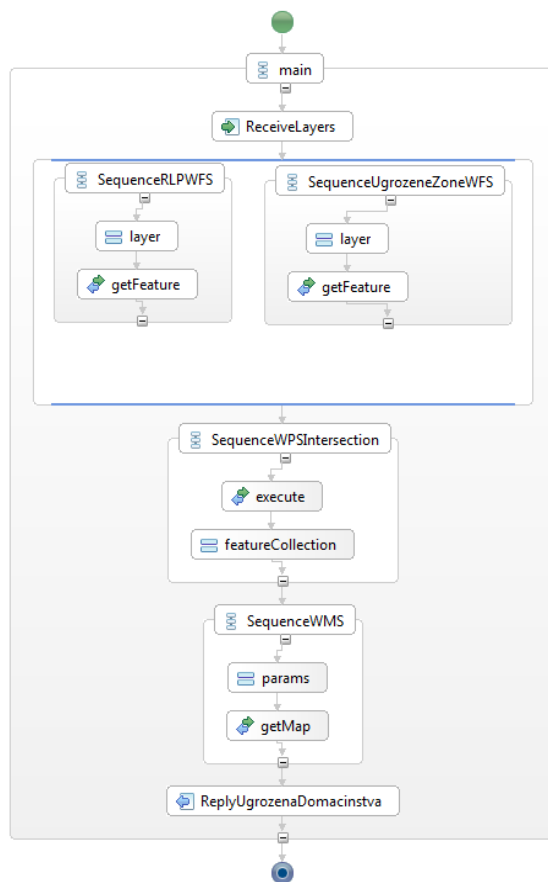 main
ReceiveLayers
SequenceRLPWFS
layer
getFeature
SequenceUgrozeneZoneWFS
layer
getFeature
SequenceWPSIntersection
execute
featureCollection
SequenceWMS
params
getMap
ReplyUgrozenaDomacinstva